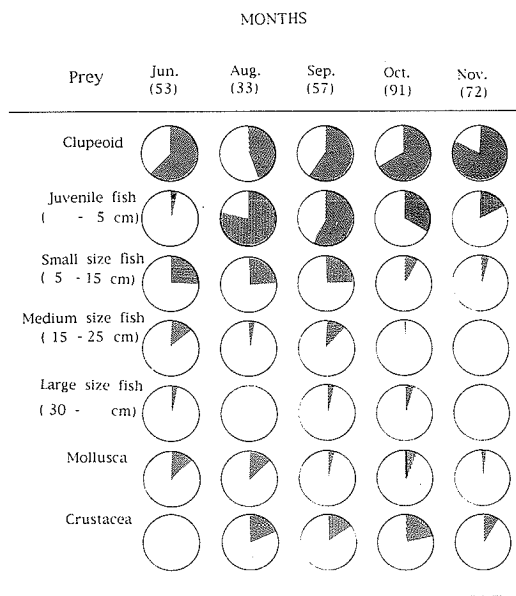 MONTHS
Prey Jun. Aug. Sep. Oct. Nov.
(53) (33) (57) (91) (72)
Clupeoid
Juvenile fish
( - 5 cm)
Small size fish
( 5 - 15 cm)
Medium size fish
( 15 - 25 cm)
Large size fish
( 30 - cm)
Mollusca
Crustacea